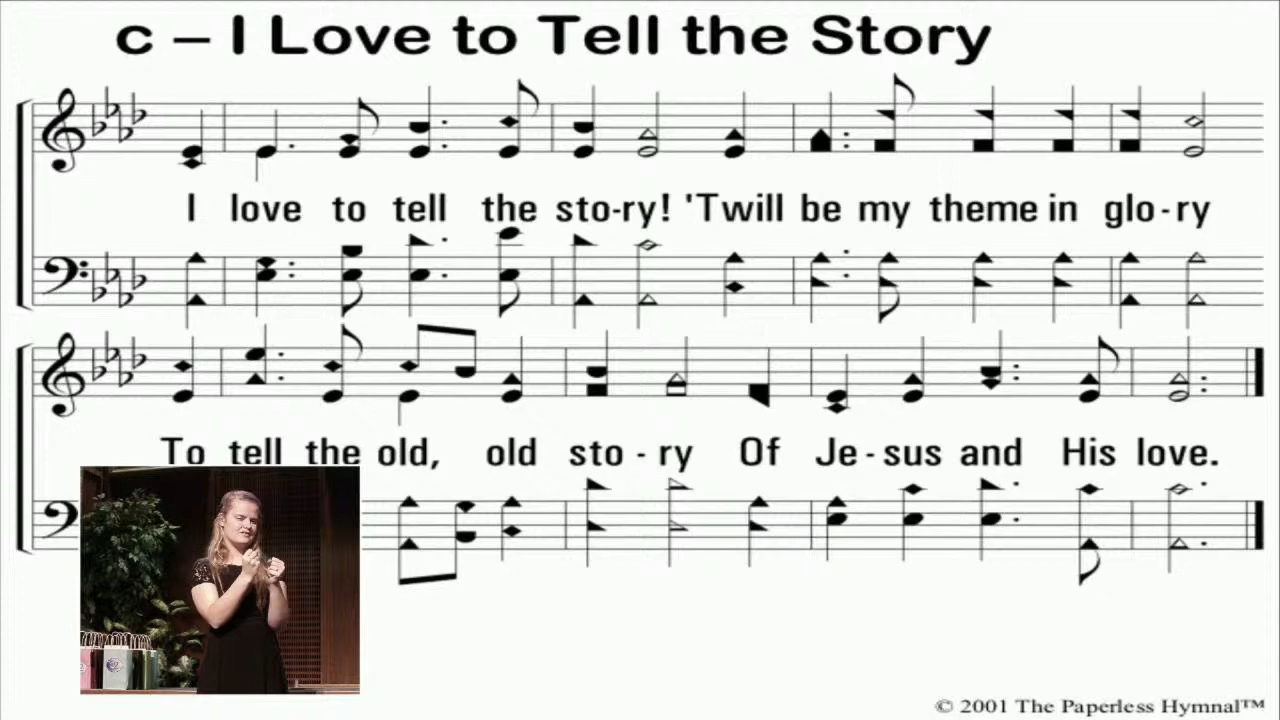 c – I Love to Tell the Story
I love to tell the sto-ry! 'Twill be my theme in glo-ry
To tell the old, old sto-ry Of Je-sus and His love.
© 2001 The Paperless Hymnal™